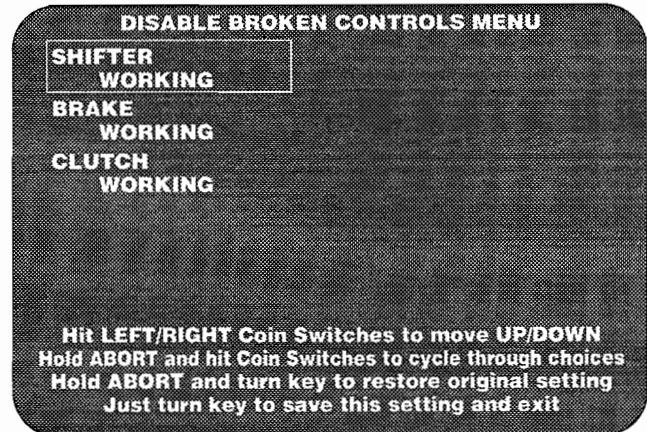 DISABLE BROKEN CONTROLS MENU
SHIFTER
WORKING
BRAKE
WORKING
CLUTCH
WORKING
Hit LEFT/RIGHT Coin Switches to move UP/DOWN
Hold ABORT and hit Coin Switches to cycle through choices
Hold ABORT and turn key to restore original setting
Just turn key to save this setting and exit